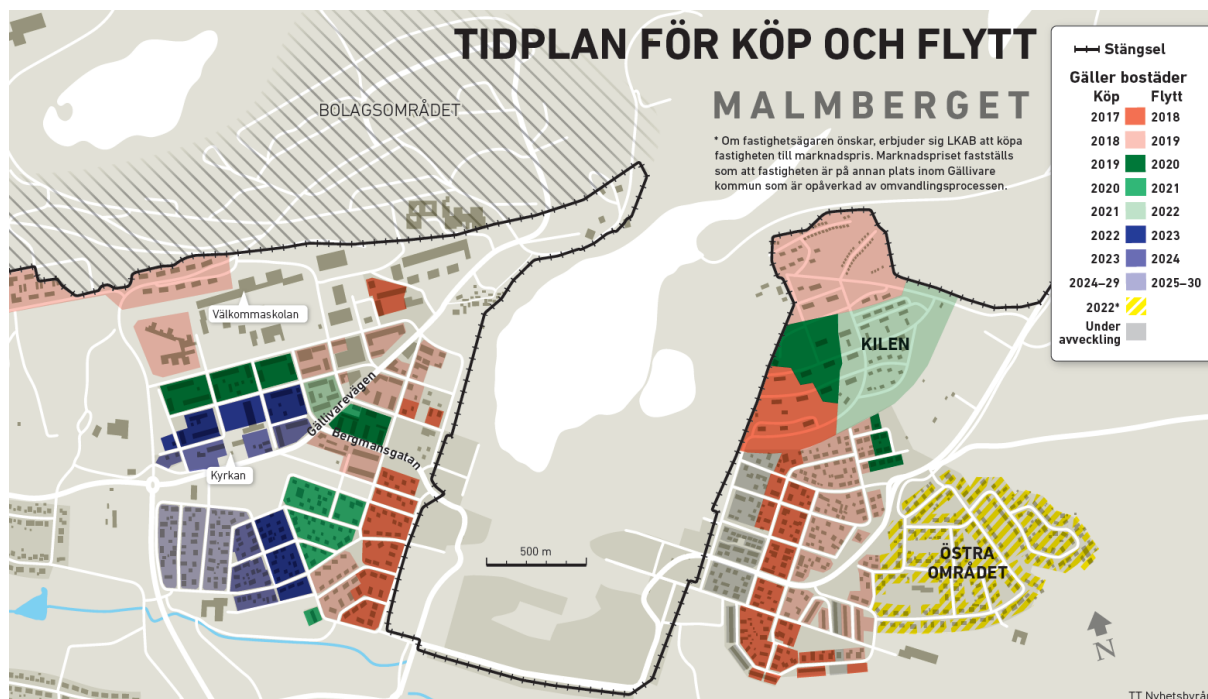 TIDPLAN FÖR KÖP OCH FLYTT
MALMBERGET
* Om fastighetsägaren önskar, erbjuder sig LKAB att köpa
fastigheten till marknadspris. Marknadspriset fastställs
som att fastigheten är på annan plats inom Gällivare
kommun som är opåverkad av omvandlingsprocessen.
Stängsel
Gäller bostäder
Köp Flytt
2017 2018
2018 2019
2019 2020
2020 2021
2021 2022
2022 2023
2023 2024
2024–29 2025–30
2022*
Under
avveckling
BOLAGSOMRÅDET
Välkommaskolan
KILEN
Gällivarevägen
Bergmansgatan
Kyrkan
500 m
ÖSTRA
OMRÅDET
N
TT Nyhetsbyrå